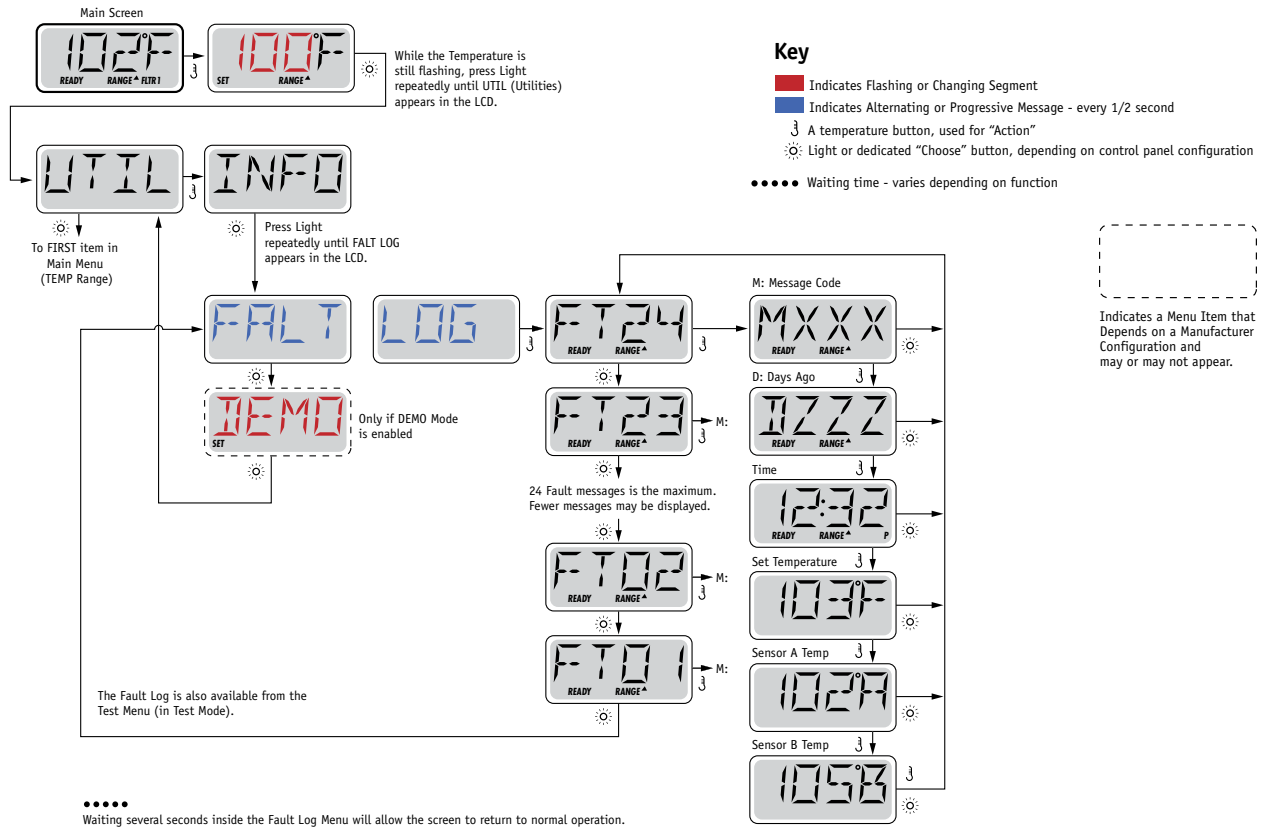 Main Screen
102°F
READY RANGE FLTR1
100°F
SET RANGE
While the Temperature is
still flashing, press Light
repeatedly until UTIL (Utilities)
appears in the LCD.
Key
Indicates Flashing or Changing Segment
Indicates Alternating or Progressive Message - every 1/2 second
A temperature button, used for “Action”
Light or dedicated “Choose” button, depending on control panel configuration
Waiting time - varies depending on function
UTIL
INFO
To FIRST item in
Main Menu
(TEMP Range)
Press Light
repeatedly until FALT LOG
appears in the LCD.
Indicates a Menu Item that
Depends on a Manufacturer
Configuration and
may or may not appear.
FALT
LOG
FT24
READY RANGE
M: Message Code
MXXX
READY RANGE
DEMO
SET
Only if DEMO Mode
is enabled
FT23
READY RANGE
M:
D: Days Ago
DZZZ
READY RANGE
24 Fault messages is the maximum.
Fewer messages may be displayed.
Time
12:32
READY RANGE P
FT02
READY RANGE
M:
Set Temperature
103°F
FT01
READY RANGE
M:
Sensor A Temp
102°A
Sensor B Temp
105°B
The Fault Log is also available from the
Test Menu (in Test Mode).
Waiting several seconds inside the Fault Log Menu will allow the screen to return to normal operation.